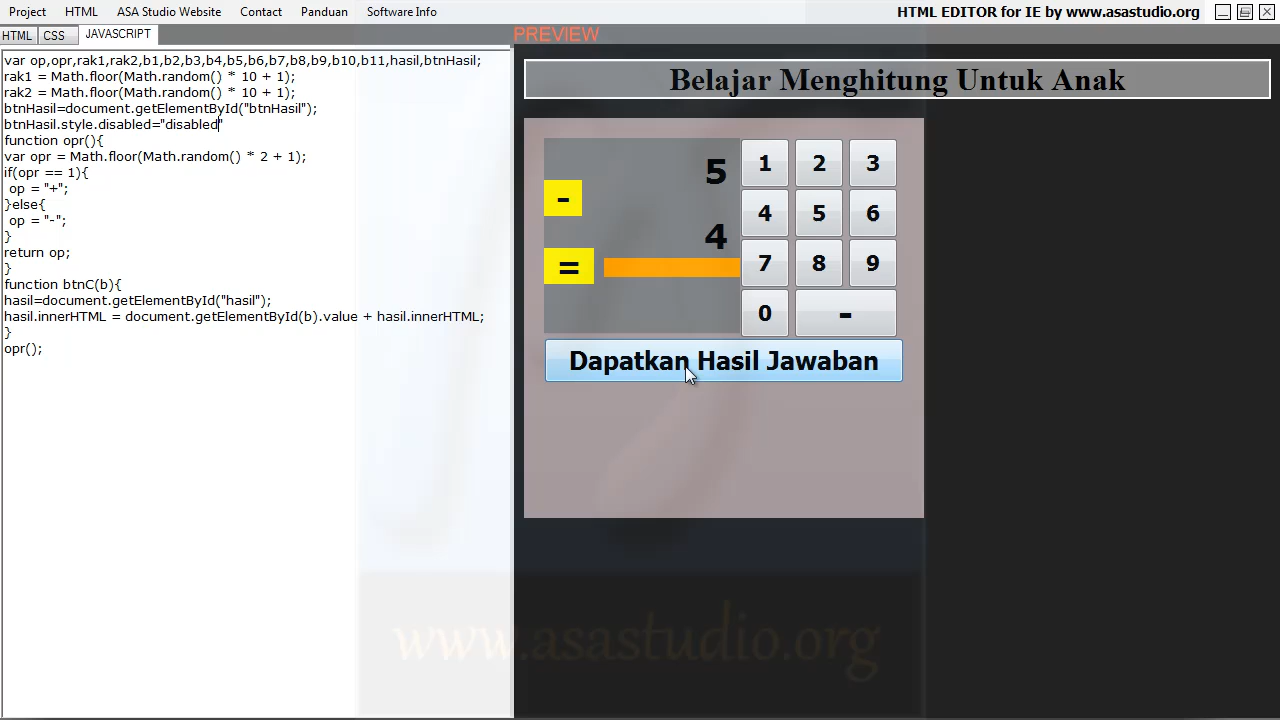 Project HTML ASA Studio Website Contact Panduan Software Info HTML EDITOR for IE by www.asastudio.org
HTML CSS JAVASCRIPT PREVIEW
var op,opr,rak1,rak2,b1,b2,b3,b4,b5,b6,b7,b8,b9,b10,b11,hasil,btnHasil;
rak1 = Math.floor(Math.random() * 10 + 1);
rak2 = Math.floor(Math.random() * 10 + 1);
btnHasil=document.getElementById("btnHasil");
btnHasil.style.disabled="disabled"
function opr(){
var opr = Math.floor(Math.random() * 2 + 1);
if(opr == 1){
op = "+";
}else{
op = "-";
}
return op;
}
function btnC(b){
hasil=document.getElementById("hasil");
hasil.innerHTML = document.getElementById(b).value + hasil.innerHTML;
}
opr();
Belajar Menghitung Untuk Anak
5
-
4
=
1 2 3
4 5 6
7 8 9
0 -
Dapatkan Hasil Jawaban
www.asastudio.org